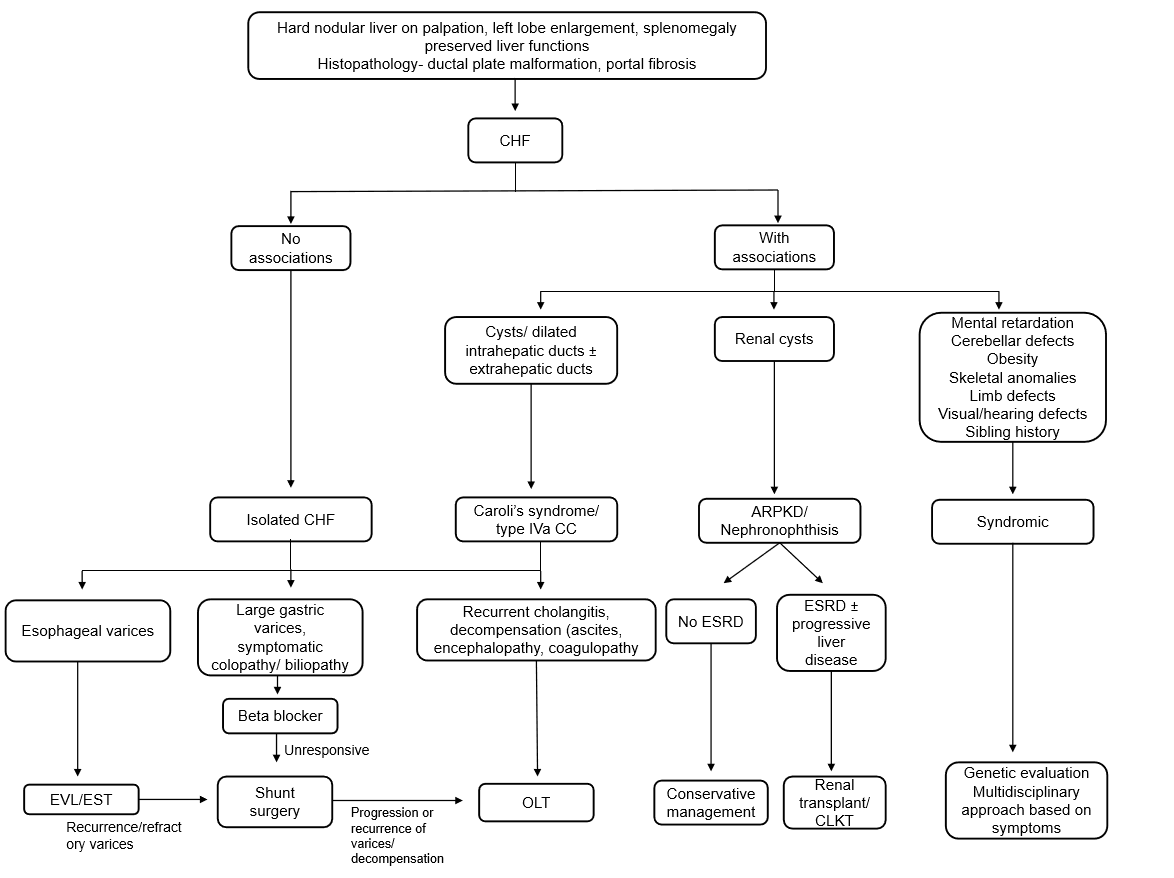 Hard nodular liver on palpation, left lobe enlargement, splenomegaly
preserved liver functions
Histopathology- ductal plate malformation, portal fibrosis
CHF
No
associations
With
associations
Cysts/ dilated
intrahepatic ducts ±
extrahepatic ducts
Renal cysts
Mental retardation
Cerebellar defects
Obesity
Skeletal anomalies
Limb defects
Visual/hearing defects
Sibling history
Isolated CHF
Caroli's syndrome/
type IVa CC
ARPKD/
Nephronophthisis
Syndromic
Esophageal varices
Large gastric
varices,
symptomatic
colopathy/ biliopathy
Recurrent cholangitis,
decompensation (ascites,
encephalopathy, coagulopathy
No ESRD
ESRD ±
progressive
liver
disease
Beta blocker
Unresponsive
EVL/EST
Recurrence/refract
ory varices
Shunt
surgery
Progression or
recurrence of
varices/
decompensation
OLT
Conservative
management
Renal
transplant/
CLKT
Genetic evaluation
Multidisciplinary
approach based on
symptoms